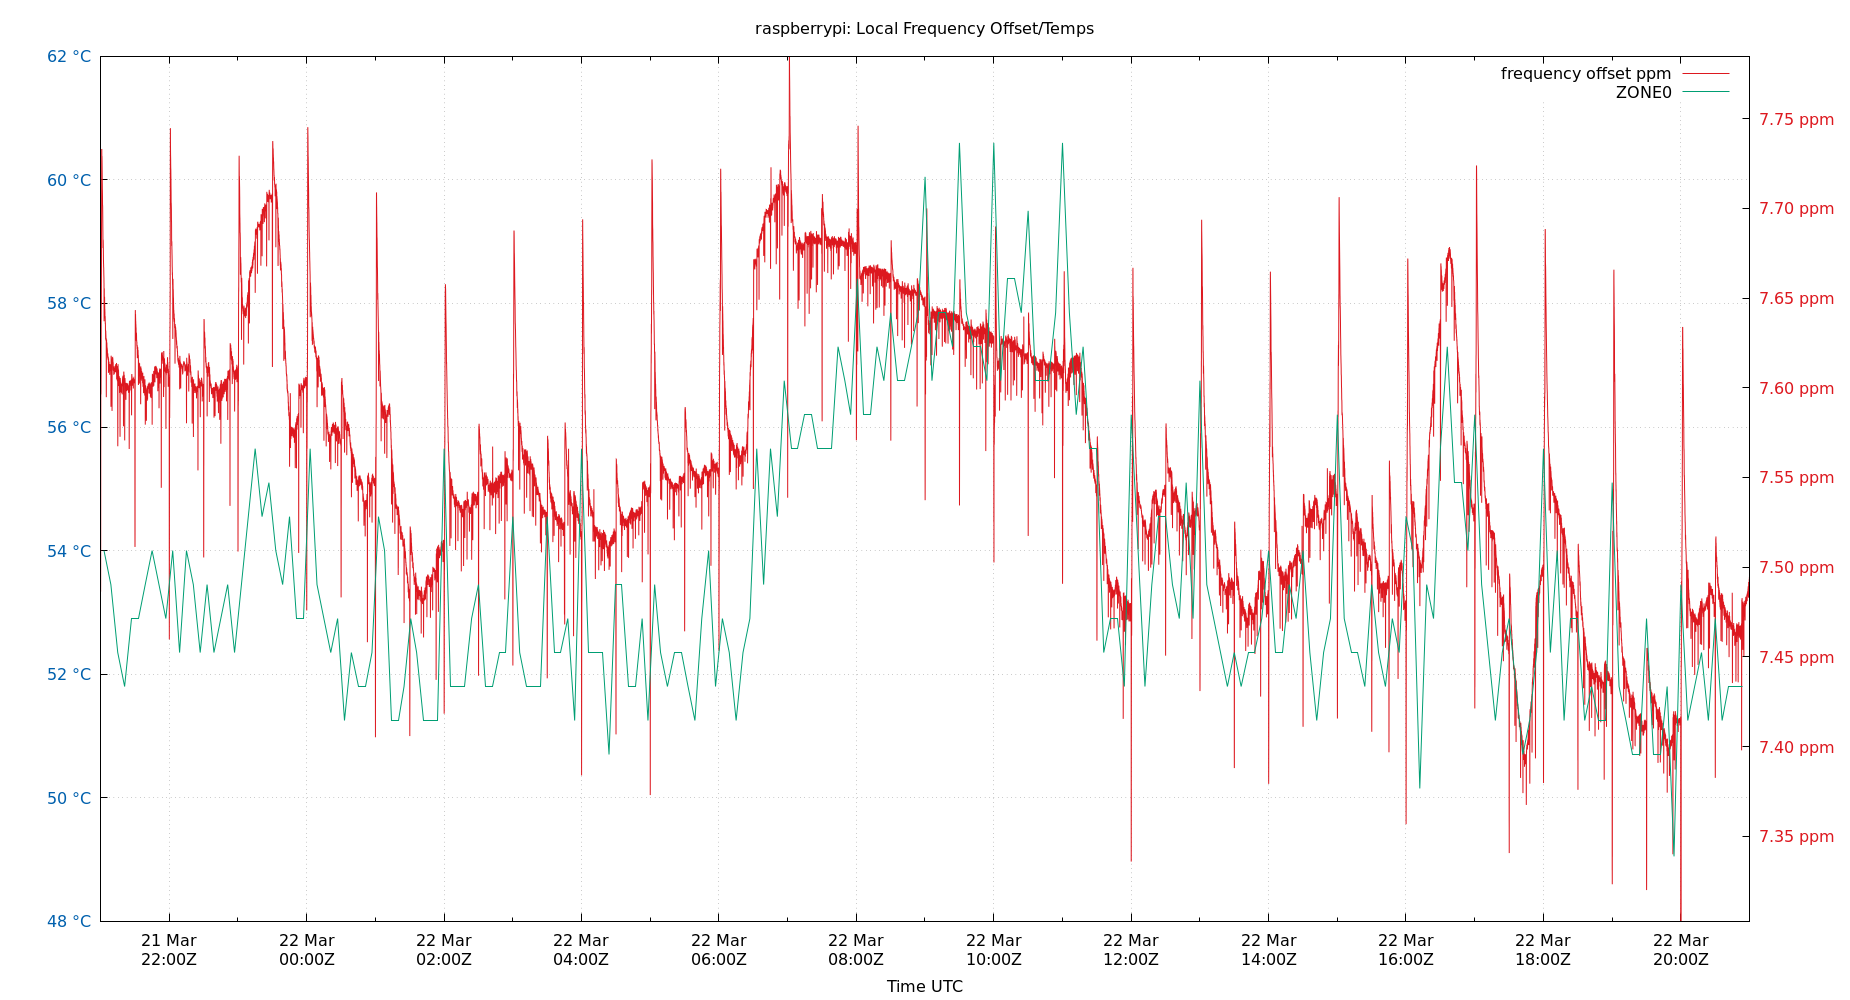 raspberrypi: Local Frequency Offset/Temps
62 °C
60 °C
58 °C
56 °C
54 °C
52 °C
50 °C
48 °C
frequency offset ppm
ZONE0
7.75 ppm
7.70 ppm
7.65 ppm
7.60 ppm
7.55 ppm
7.50 ppm
7.45 ppm
7.40 ppm
7.35 ppm
21 Mar 22 Mar 22 Mar 22 Mar 22 Mar 22 Mar 22 Mar 22 Mar 22 Mar 22 Mar 22 Mar 22 Mar
22:00Z 00:00Z 02:00Z 04:00Z 06:00Z 08:00Z 10:00Z 12:00Z 14:00Z 16:00Z 18:00Z 20:00Z
Time UTC